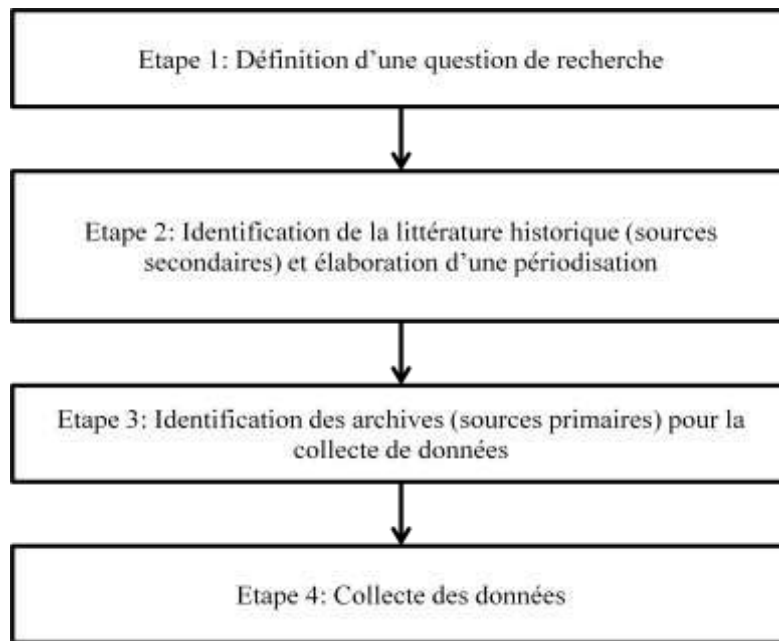 Etape 1: Définition d’une question de recherche
Etape 2: Identification de la littérature historique (sources
secondaires) et élaboration d’une périodisation
Etape 3: Identification des archives (sources primaires) pour la
collecte de données
Etape 4: Collecte des données